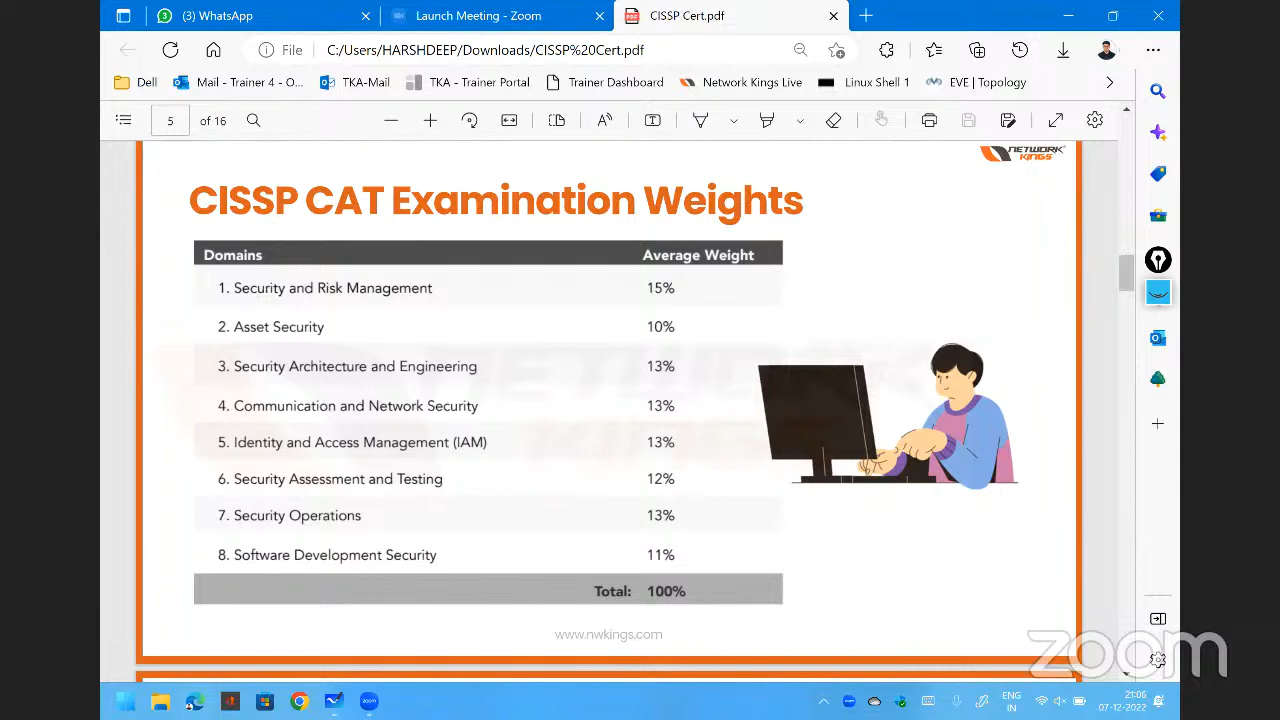 (3) WhatsApp
Launch Meeting - Zoom
CISSP Cert.pdf
File
C:/Users/HARSHDEEP/Downloads/CISSP%20Cert.pdf
Dell
Mail - Trainer 4 - O...
TKA-Mail
TKA - Trainer Portal
Trainer Dashboard
Network Kings Live
Linux Shell 1
EVE | Topology
5 of 16
NETWORK
KINGS
CISSP CAT Examination Weights
Domains Average Weight
1. Security and Risk Management 15%
2. Asset Security 10%
3. Security Architecture and Engineering 13%
4. Communication and Network Security 13%
5. Identity and Access Management (IAM) 13%
6. Security Assessment and Testing 12%
7. Security Operations 13%
8. Software Development Security 11%
Total: 100%
www.nwkings.com
zoom
ENG
IN
21:06
07-12-2022